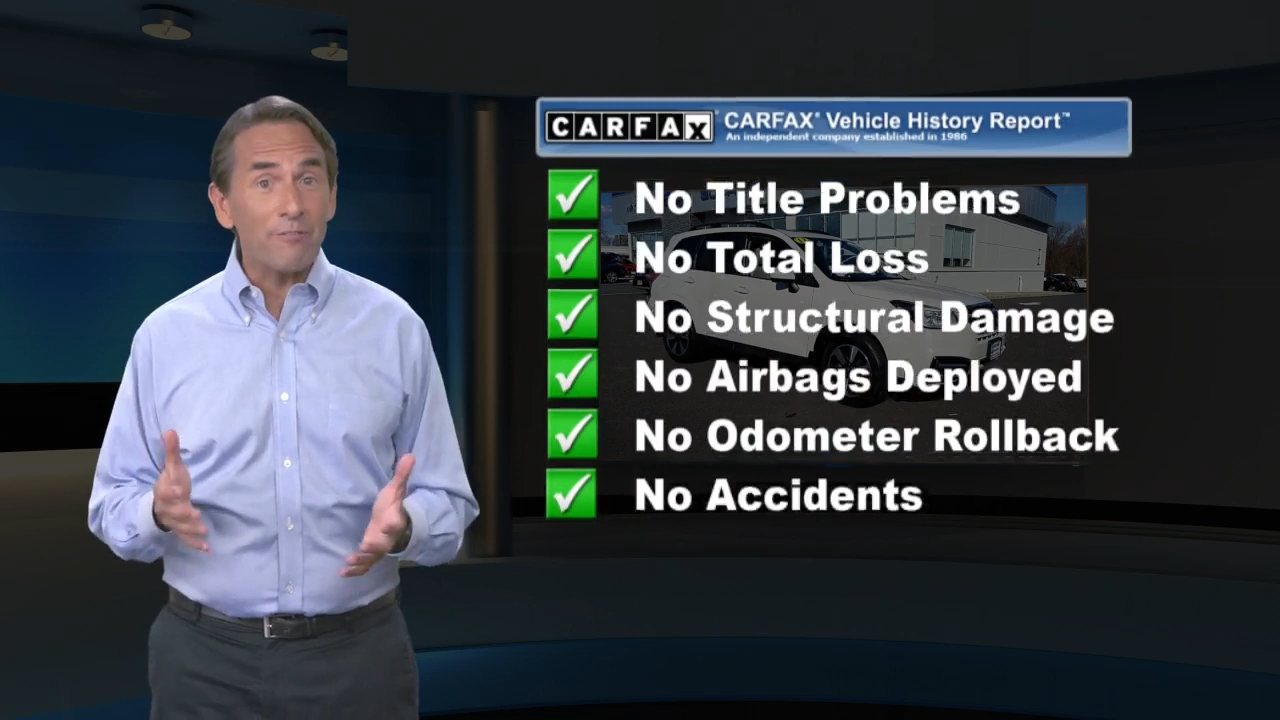 CARFAX® CARFAX® Vehicle History Report™
An independent company established in 1986
No Title Problems
No Total Loss
No Structural Damage
No Airbags Deployed
No Odometer Rollback
No Accidents